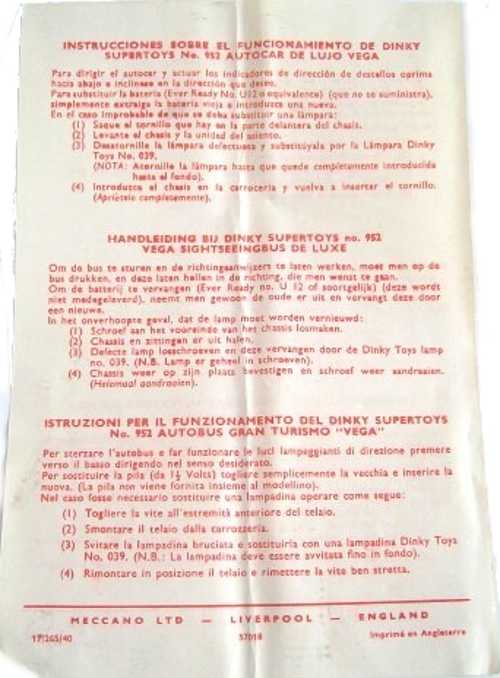 INSTRUCCIONES SOBRE EL FUNCIONAMIENTO DE DINKY
SUPERTOYS No. 952 AUTOCAR DE LUJO VEGA
Para dirigir el autocar y actuar los indicadores de dirección de destellos oprima
hacia abajo e inclinese en la dirección que desee.
Para substituir la batería (Ever Ready No. U12 o equivalente) (que no se suministra),
simplemente extraiga la batería vieja e introduzca una nueva.
En el caso improbable de que se deba substituir una lámpara:
(1) Saque el tornillo que hay en la parte delantera del chasis.
(2) Levante el chasis y la unidad del asiento.
(3) Desatornille la lámpara defectuosa y substitúyala por la Lámpara Dinky
Toys No. 039.
(NOTA: Atornille la lámpara hasta que quede completamente introducida
hasta el fondo).
(4) Introduzca el chasis en la carrocería y vuelva a insertar el tornillo.
(Apriételo completamente).
HANDLEIDING BIJ DINKY SUPERTOYS no. 952
VEGA SIGHTSEEINGBUS DE LUXE
Om de bus te sturen en de richtingaanwijzers te laten werken, moet men op de
bus drukken, en deze laten hellen in de richting, die men wenst te gaan.
Om de batterij te vervangen (Ever Ready no. U 12 of soortgelijk) (deze wordt
niet medegeleverd), neemt men gewoon de oude er uit en vervangt deze door
een nieuwe.
In het onverhoopte geval, dat de lamp moet worden vernieuwd:
(1) Schroef aan het vooreinde van het chassis losmaken.
(2) Chassis en zittingen er uit halen.
(3) Defecte lamp losschroeven en deze vervangen door de Dinky Toys lamp
no. 039. (N.B. Lamp er geheel in schroeven).
(4) Chassis weer op zijn plaats bevestigen en schroef weer aandraaien.
(Helemaal aandraaien).
ISTRUZIONI PER IL FUNZIONAMENTO DEL DINKY SUPERTOYS
No. 952 AUTOBUS GRAN TURISMO "VEGA"
Per sterzare l'autobus e far funzionare le luci lampeggianti di direzione premere
verso il basso dirigendo nel senso desiderato.
Per sostituire la pila (da 1½ Volts) togliere semplicemente la vecchia e inserire la
nuova. (La pila non viene fornita insieme al modellino).
Nel caso fosse necessario sostituire una lampadina operare come segue:
(1) Togliere la vite all'estremità anteriore del telaio.
(2) Smontare il telaio dalla carrozzeria.
(3) Svitare la lampadina bruciata e sostituirla con una lampadina Dinky Toys
No. 039. (N.B.: La lampadina deve essere avvitata fino in fondo).
(4) Rimontare in posizione il telaio e rimettere la vite ben stretta.
MECCANO LTD — LIVERPOOL — ENGLAND
17/265/40 57018 Imprimé en Angleterre